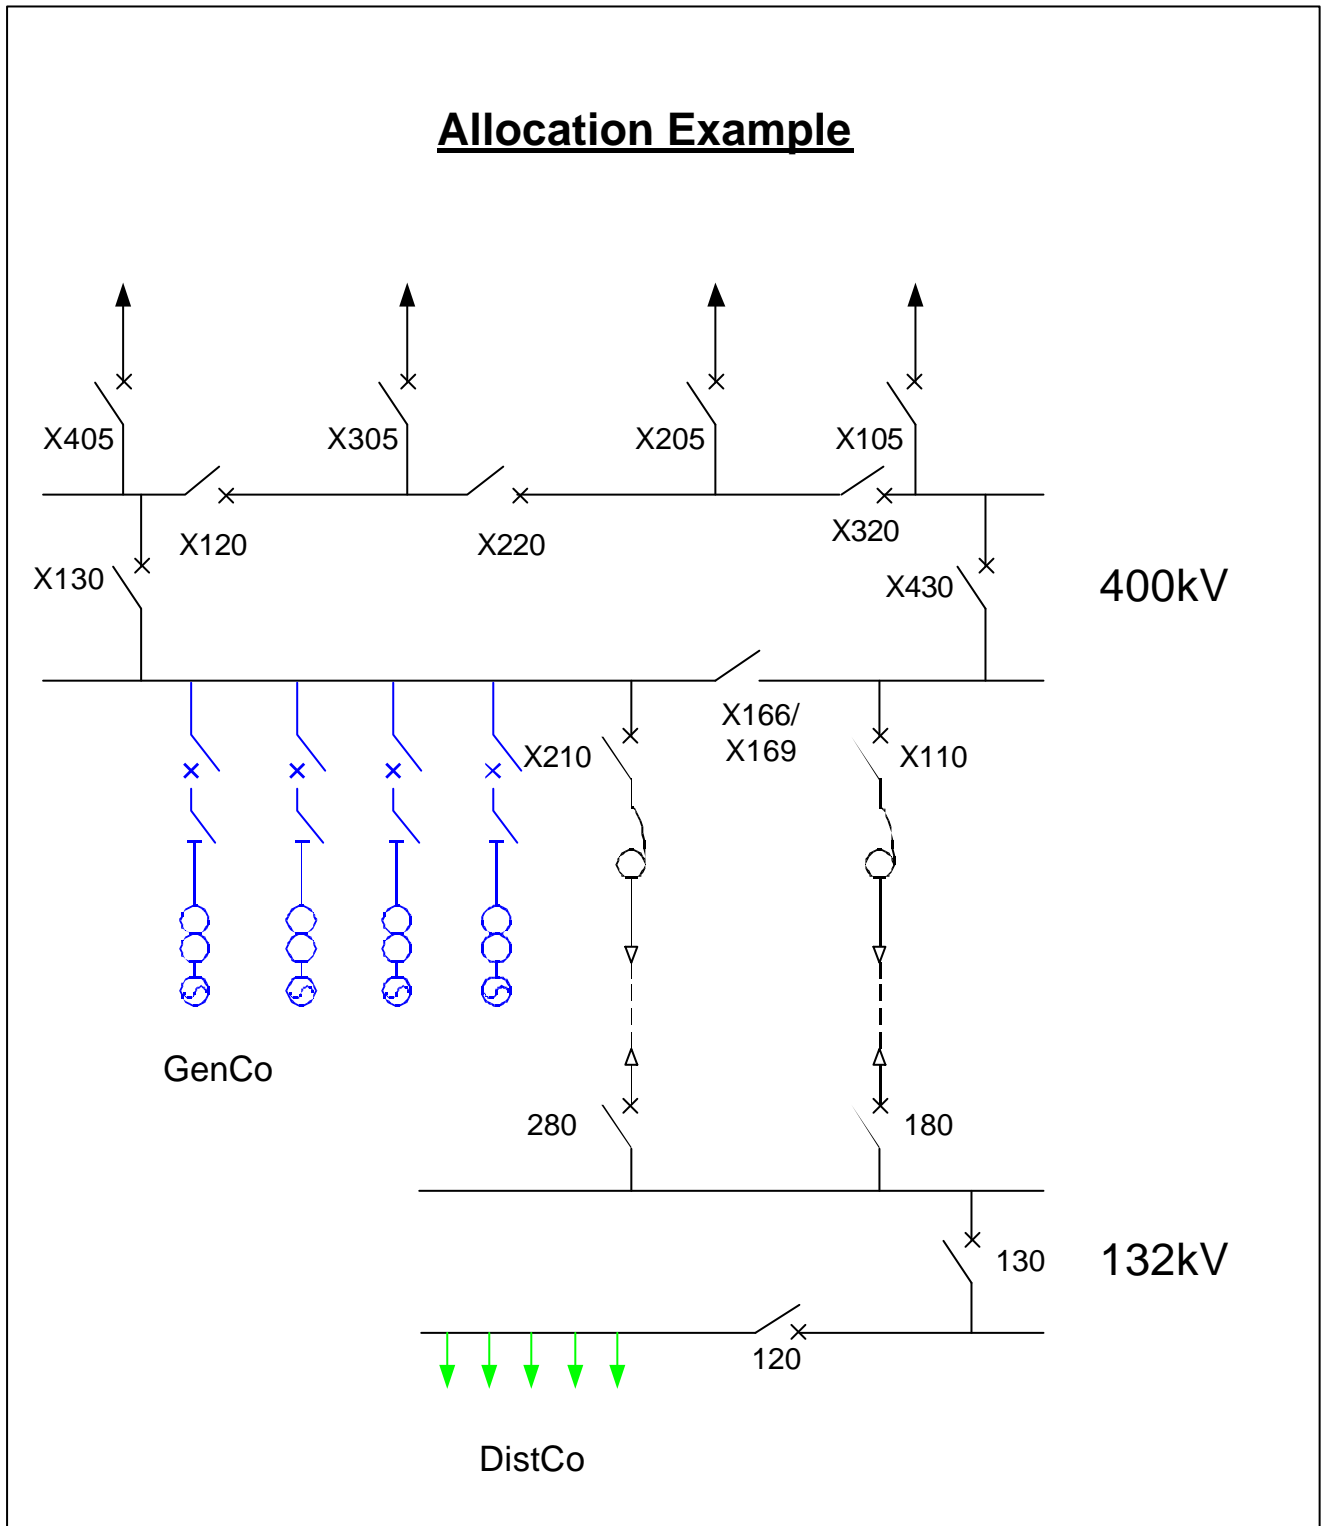 Allocation Example
X405
X305
X205
X105
X120
X220
X320
X130
X430
400kV
X166/
X169
X210
X110
GenCo
280
180
130
132kV
120
DistCo